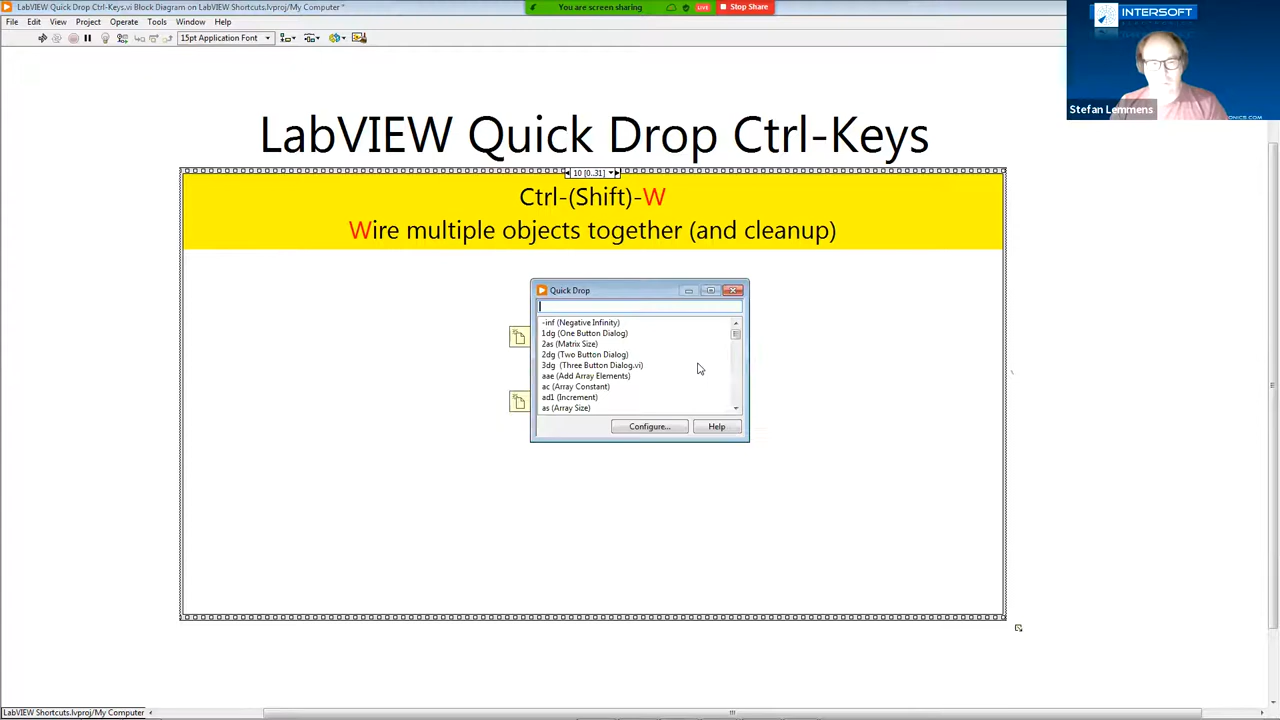 LabVIEW Quick Drop Ctrl-Keys.vi Block Diagram on LabVIEW Shortcuts.lvproj/My Computer *
You are screen sharing
LIVE
Stop Share
File Edit View Project Operate Tools Window Help
15pt Application Font
INTERSOFT
Stefan Lemmens
LabVIEW Quick Drop Ctrl-Keys
10 [0..31]
Ctrl-(Shift)-W
Wire multiple objects together (and cleanup)
Quick Drop
-inf (Negative Infinity)
1dg (One Button Dialog)
2as (Matrix Size)
2dg (Two Button Dialog)
3dg (Three Button Dialog.vi)
aae (Add Array Elements)
ac (Array Constant)
ad1 (Increment)
as (Array Size)
Configure... Help
LabVIEW Shortcuts.lvproj/My Computer